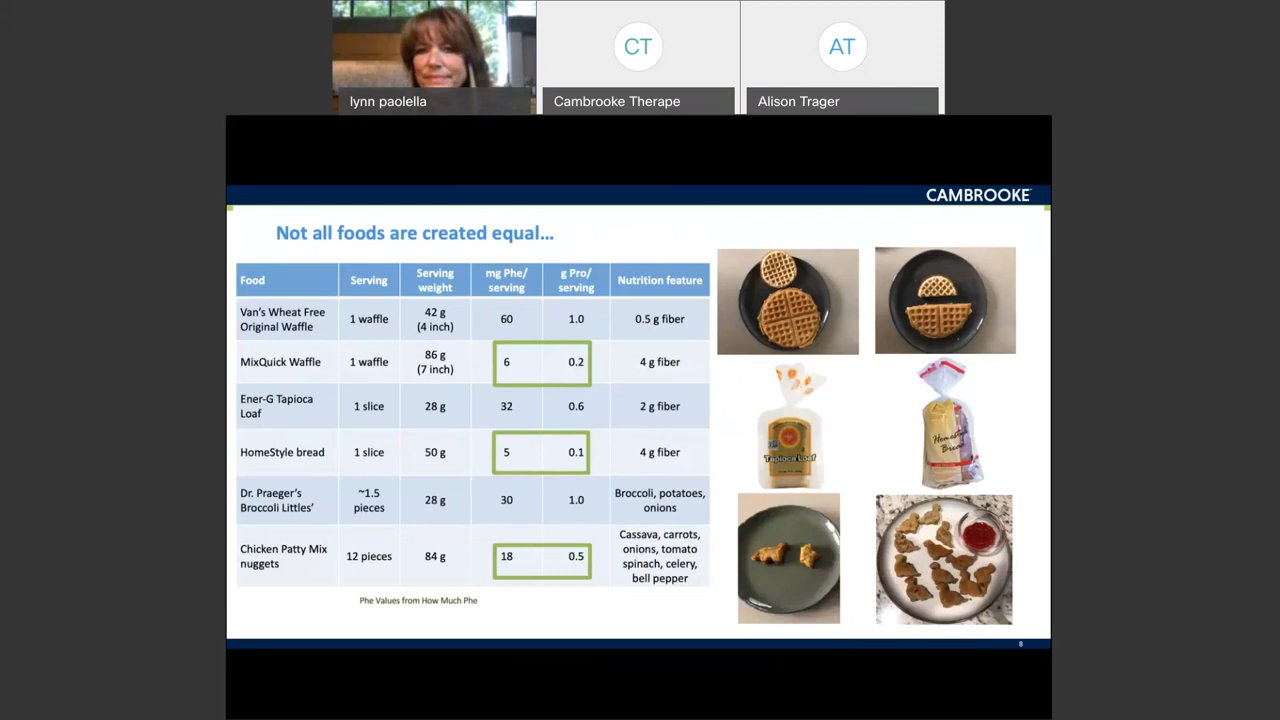 CT
AT
lynn paolella
Cambrooke Therape
Alison Trager
CAMBROOKE
Not all foods are created equal…
Food Serving Serving weight mg Phe/ serving g Pro/ serving Nutrition feature
Van's Wheat Free Original Waffle 1 waffle 42 g (4 inch) 60 1.0 0.5 g fiber
MixQuick Waffle 1 waffle 86 g (7 inch) 6 0.2 4 g fiber
Ener-G Tapioca Loaf 1 slice 28 g 32 0.6 2 g fiber
HomeStyle bread 1 slice 50 g 5 0.1 4 g fiber
Dr. Praeger's Broccoli Littles' ~1.5 pieces 28 g 30 1.0 Broccoli, potatoes, onions
Chicken Patty Mix nuggets 12 pieces 84 g 18 0.5 Cassava, carrots, onions, tomato spinach, celery, bell pepper
Tapioca Loaf
Homestyle
Bread
Phe Values from How Much Phe
8